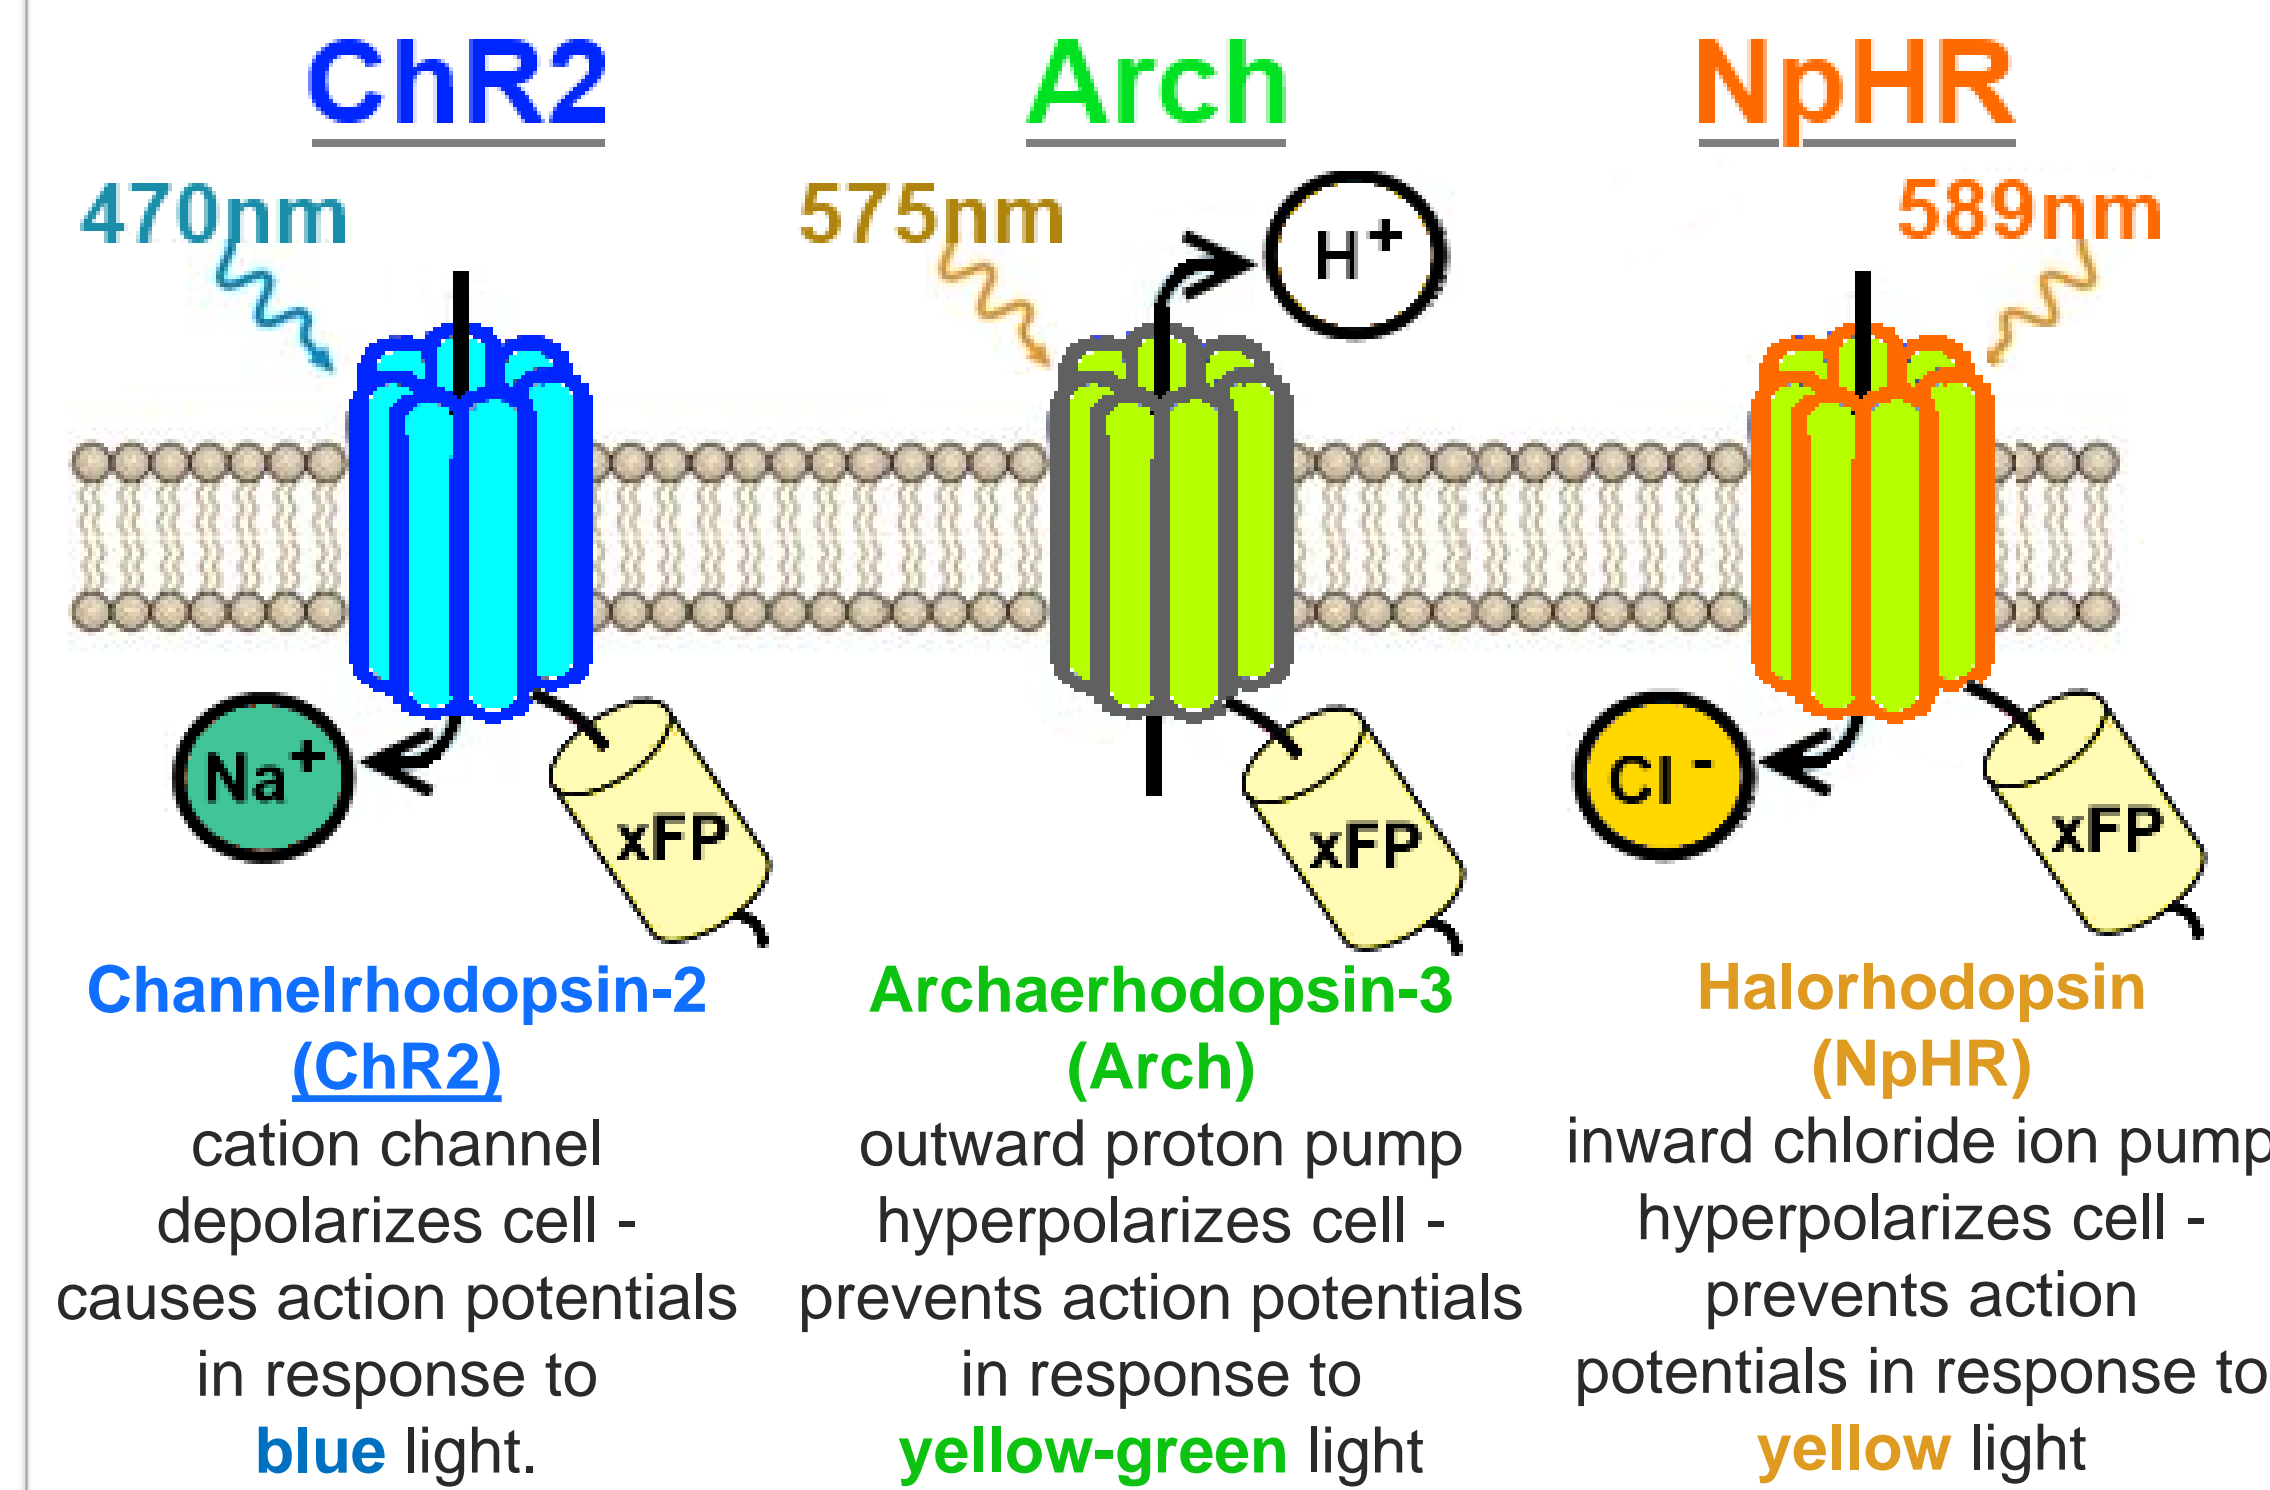 ChR2
Arch
NpHR
470nm
575nm
589nm
H+
Na+
xFP
xFP
Cl-
xFP
Channelrhodopsin-2
(ChR2)
cation channel
depolarizes cell -
causes action potentials
in response to
blue light.
Archaerhodopsin-3
(Arch)
outward proton pump
hyperpolarizes cell -
prevents action potentials
in response to
yellow-green light
Halorhodopsin
(NpHR)
inward chloride ion pump
hyperpolarizes cell -
prevents action
potentials in response to
yellow light